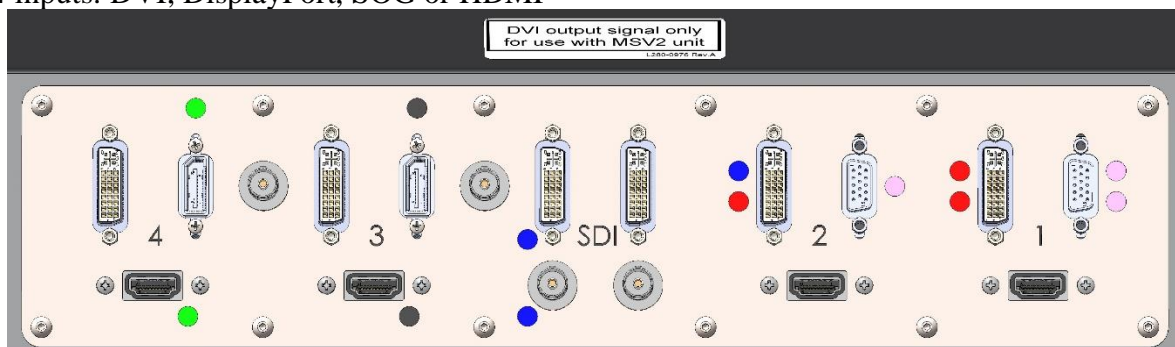 inputs: DVI, DisplayPort, SOG or HDMI
DVI output signal only
for use with MSV2 unit
L280-0976 Rev.A
4 3 SDI 2 1